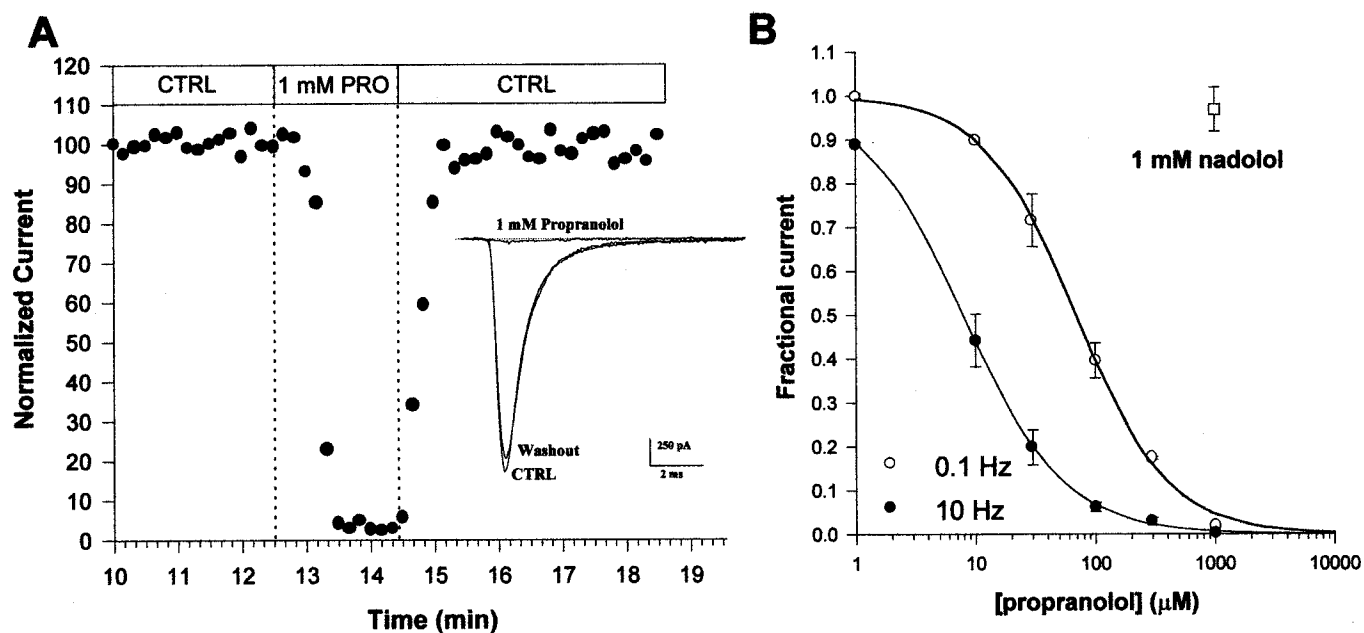 A
120
110
100
90
80
70
60
50
40
30
20
10
0
Normalized Current
CTRL
1 mM PRO
CTRL
1 mM Propranolol
Washout
CTRL
250 pA
2 ms
10 11 12 13 14 15 16 17 18 19
Time (min)
B
1.1
1.0
0.9
0.8
0.7
0.6
0.5
0.4
0.3
0.2
0.1
0.0
Fractional current
1 mM nadolol
0.1 Hz
10 Hz
1 10 100 1000 10000
[propranolol] (μM)